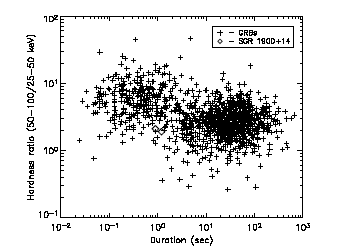 + - GRBs
◇ - SGR 1900+14
Hardness ratio (50-100/25-50 keV)
10²
10¹
10⁰
10⁻¹
10⁻² 10⁻¹ 10⁰ 10¹ 10² 10³
Duration (sec)